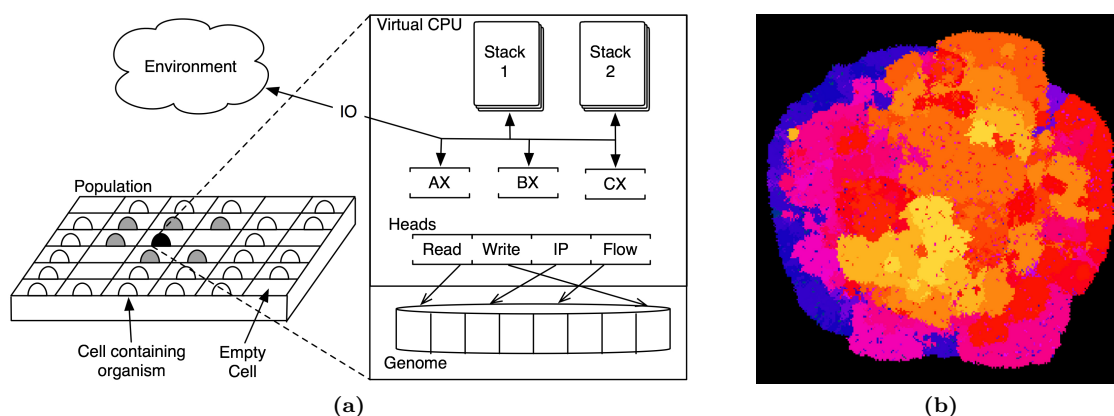 Virtual CPU
Stack
1
Stack
2
Environment
IO
AX
BX
CX
Population
Heads
Read
Write
IP
Flow
Cell containing
organism
Empty
Cell
Genome
(a)
(b)